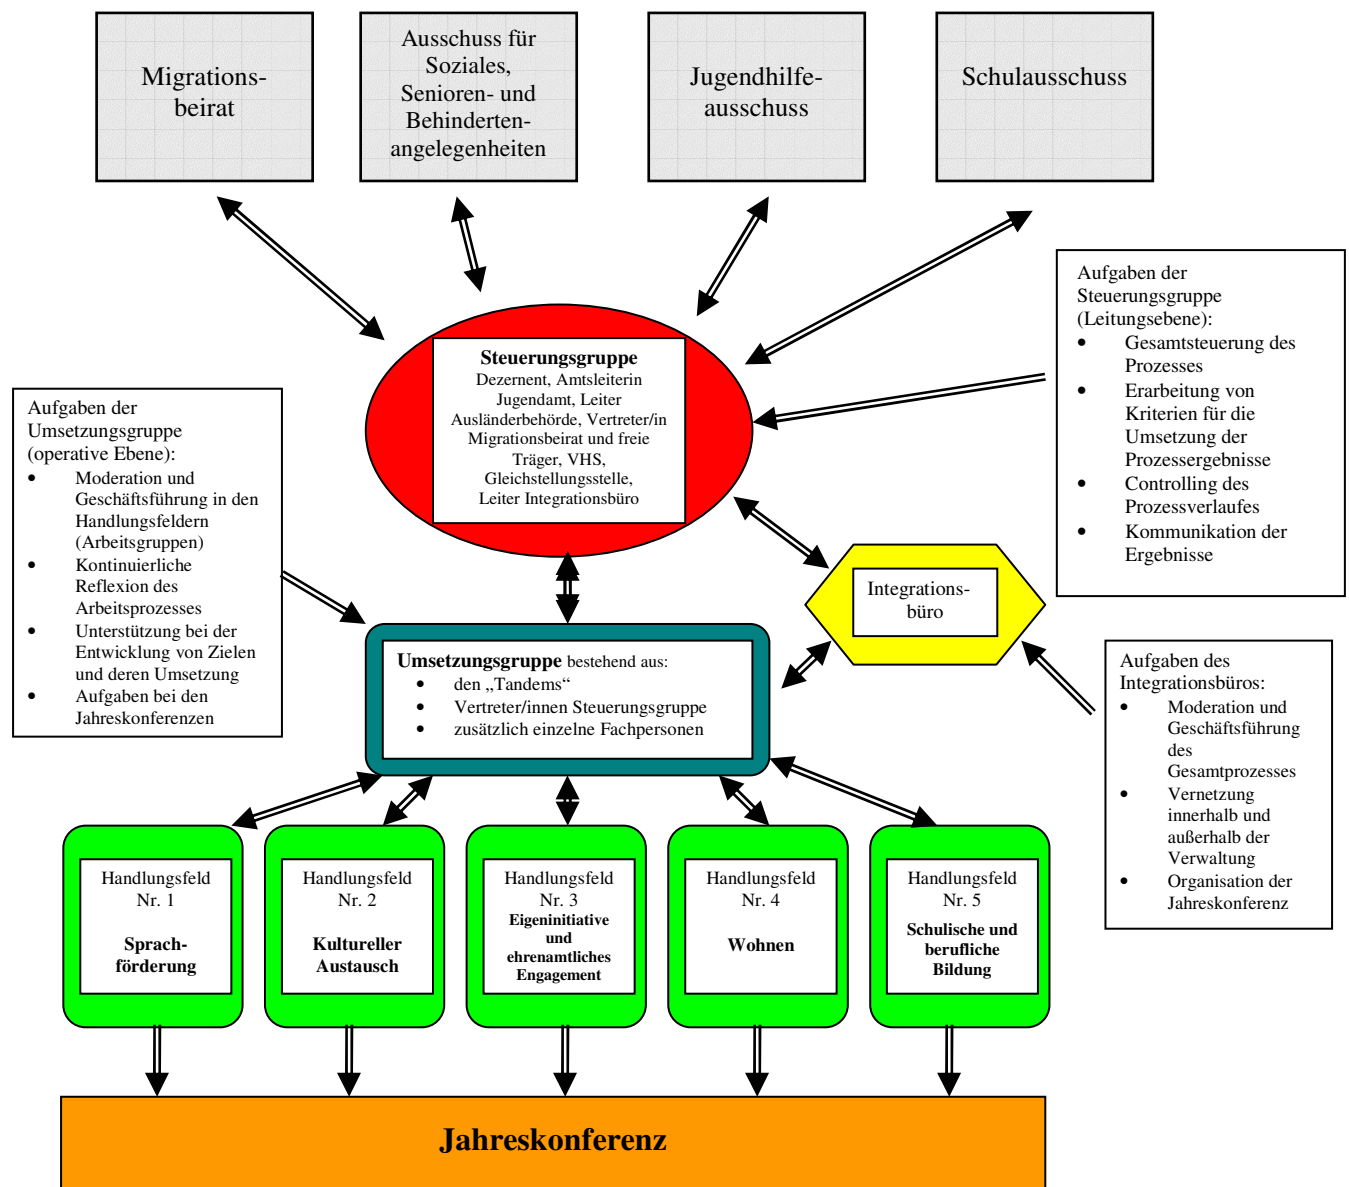 Migrations-
beirat
Ausschuss für
Soziales,
Senioren- und
Behinderten-
angelegenheiten
Jugendhilfe-
ausschuss
Schulausschuss
Aufgaben der
Steuerungsgruppe
(Leitungsebene):
• Gesamtsteuerung des
Prozesses
• Erarbeitung von
Kriterien für die
Umsetzung der
Prozessergebnisse
• Controlling des
Prozessverlaufes
• Kommunikation der
Ergebnisse
Steuerungsgruppe
Dezernent, Amtsleiterin
Jugendamt, Leiter
Ausländerbehörde, Vertreter/in
Migrationsbeirat und freie
Träger, VHS,
Gleichstellungsstelle,
Leiter Integrationsbüro
Aufgaben der
Umsetzungsgruppe
(operative Ebene):
• Moderation und
Geschäftsführung in den
Handlungsfeldern
(Arbeitsgruppen)
• Kontinuierliche
Reflexion des
Arbeitsprozesses
• Unterstützung bei der
Entwicklung von Zielen
und deren Umsetzung
• Aufgaben bei den
Jahreskonferenzen
Integrations-
büro
Umsetzungsgruppe bestehend aus:
• den „Tandems“
• Vertreter/innen Steuerungsgruppe
• zusätzlich einzelne Fachpersonen
Aufgaben des
Integrationsbüros:
• Moderation und
Geschäftsführung
des
Gesamtprozesses
• Vernetzung
innerhalb und
außerhalb der
Verwaltung
• Organisation der
Jahreskonferenz
Handlungsfeld
Nr. 1
Sprach-
förderung
Handlungsfeld
Nr. 2
Kultureller
Austausch
Handlungsfeld
Nr. 3
Eigeninitiative
und
ehrenamtliches
Engagement
Handlungsfeld
Nr. 4
Wohnen
Handlungsfeld
Nr. 5
Schulische und
berufliche
Bildung
Jahreskonferenz